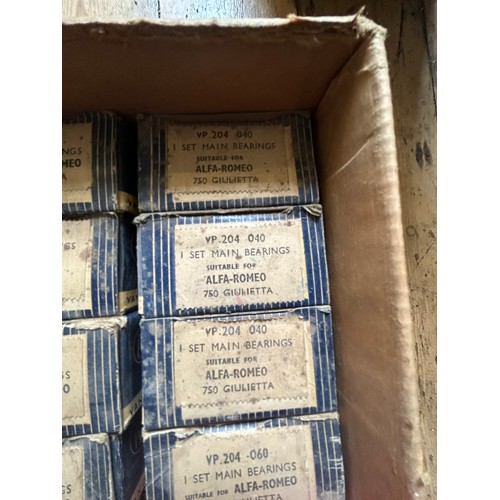 VP.204 ·040
1 SET MAIN BEARINGS
SUITABLE FOR
ALFA-ROMEO
750 GIULIETTA
VP.204 040
1 SET MAIN BEARINGS
SUITABLE FOR
ALFA-ROMEO
750 GIULIETTA
VP.204 040
1 SET MAIN BEARINGS
SUITABLE FOR
ALFA-ROMEO
750 GIULIETTA
VP.204 ·060
1 SET MAIN BEARINGS
SUITABLE FOR ALFA-ROMEO